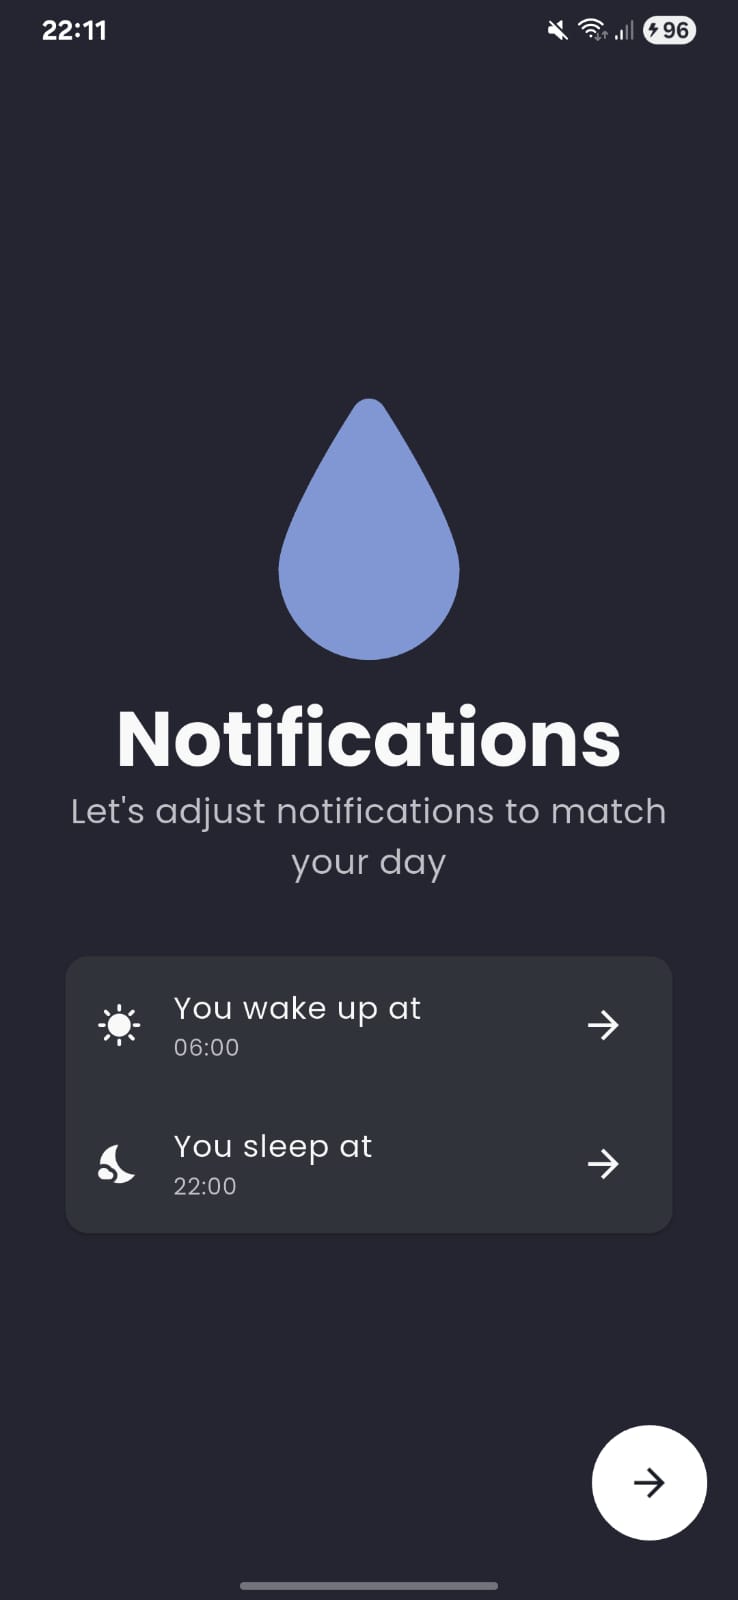 22:11
96
Notifications
Let's adjust notifications to match
your day
You wake up at
06:00
You sleep at
22:00